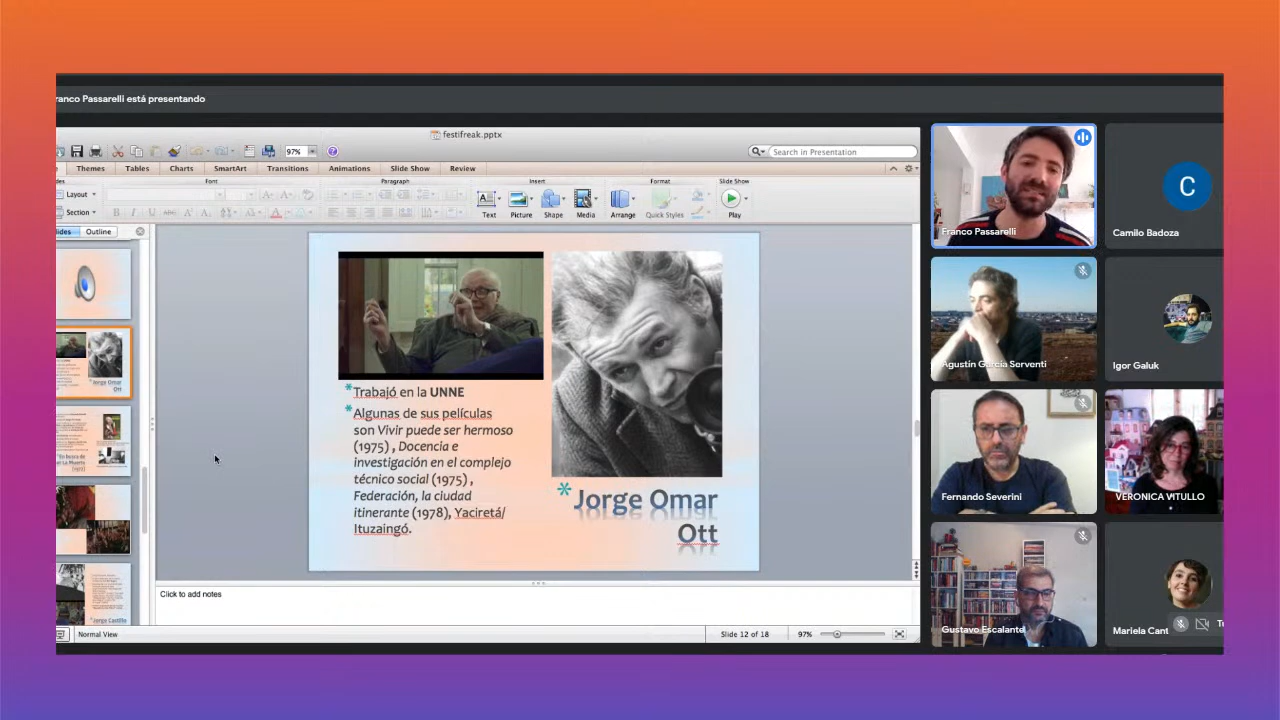 ranco Passarelli está presentando
festifreak.pptx
97%
Search in Presentation
Themes Tables Charts SmartArt Transitions Animations Slide Show Review
Font Paragraph Insert Format Slide Show
Layout
Section
Text Picture Shape Media Arrange Quick Styles Play
Outline
Trabajó en la UNNE
Algunas de sus películas
son Vivir puede ser hermoso
(1975) , Docencia e
investigación en el complejo
técnico social (1975) ,
Federación, la ciudad
itinerante (1978), Yaciretá/
Ituzaingó.
*Jorge Omar
Ott
Click to add notes
Normal View
Slide 12 of 18
97%
Franco Passarelli
C
Camilo Badoza
Agustín García Serventi
Igor Galuk
Fernando Severini
VERONICA VITULLO
Gustavo Escalante
Mariela Cant